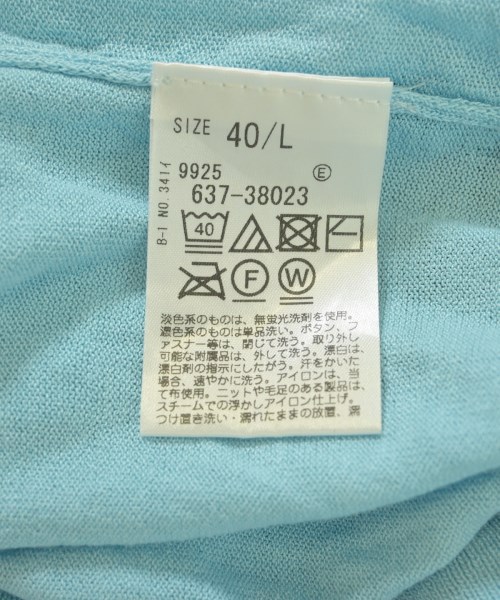 SIZE 40/L
9925 E
637-38023
B-I NO.341イ
40
F W
淡色系のものは、無蛍光洗剤を使用。
濃色系のものは単品洗い。ボタン、フ
ァスナー等は、閉じて洗う。取り外し
可能な附属品は、外して洗う。漂白は、
漂白剤の指示にしたがう。汗をかいた
場合、速やかに洗う。アイロンは、当
て布使用。ニットや毛足のある製品は、
スチームでの浮かしアイロン仕上げ。
つけ置き洗い・濡れたままの放置、濡